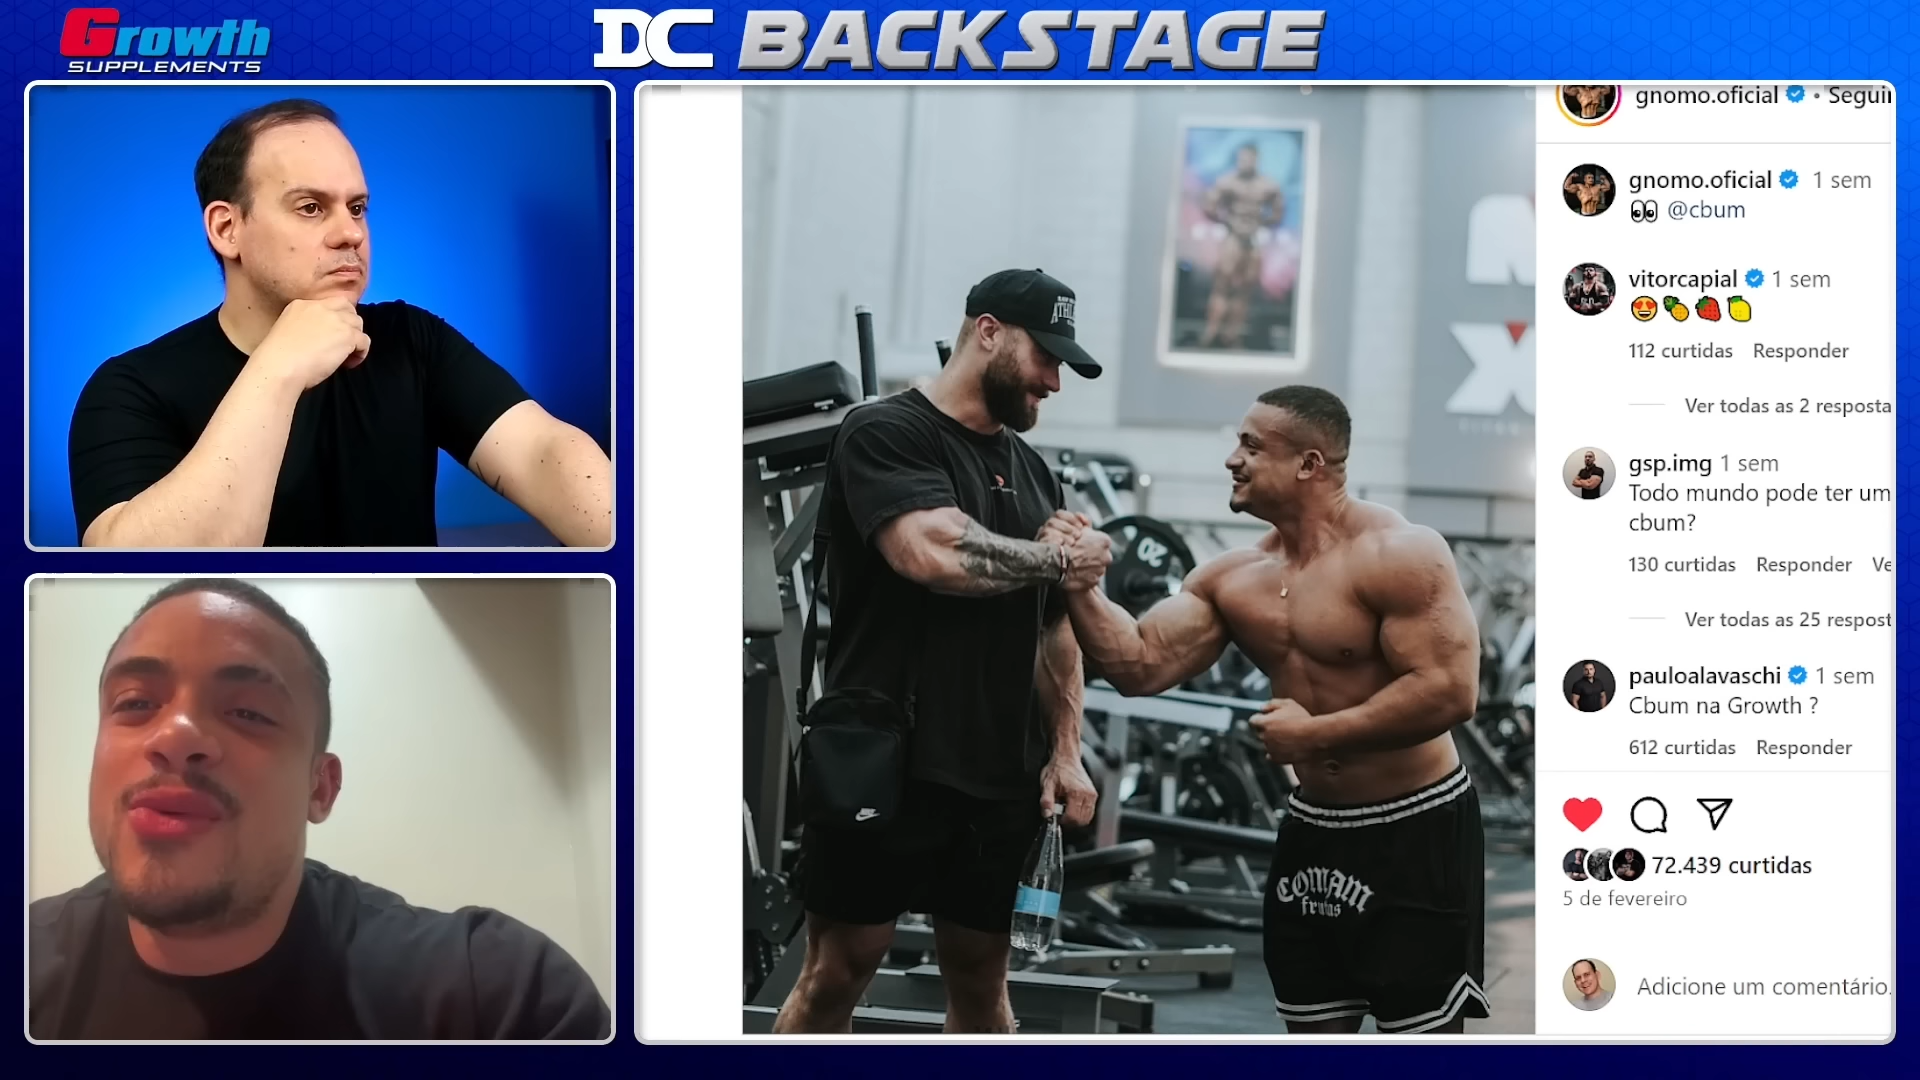 Growth
SUPPLEMENTS
DC BACKSTAGE
gnomo.oficial • Segui
gnomo.oficial 1 sem
@cbum
vitorcapial 1 sem
112 curtidas Responder
Ver todas as 2 resposta
gsp.img 1 sem
Todo mundo pode ter um
cbum?
130 curtidas Responder Ve
Ver todas as 25 respost
pauloalavaschi 1 sem
Cbum na Growth ?
612 curtidas Responder
72.439 curtidas
5 de fevereiro
Adicione um comentário.
20
COMAM
frutas